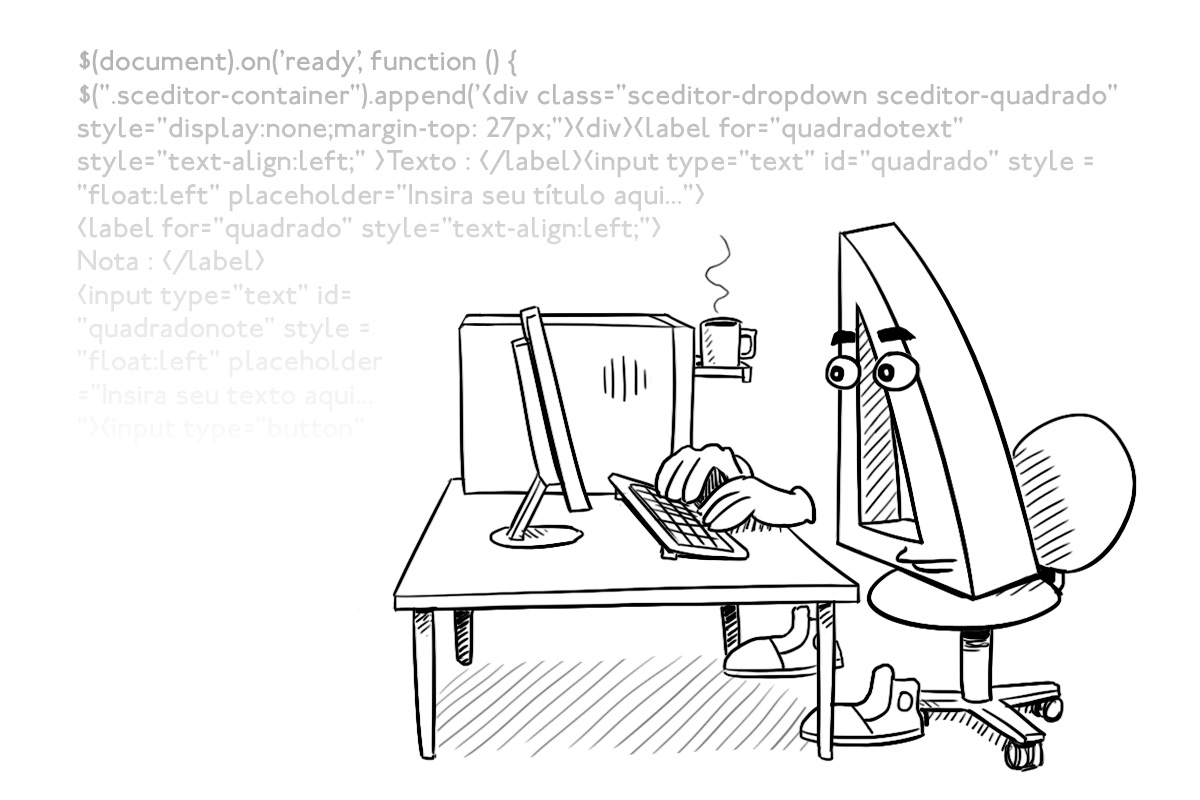 $(document).on('ready', function () {
$(".sceditor-container").append('<div class="sceditor-dropdown sceditor-quadrado"
style="display:none;margin-top: 27px;"><div><label for="quadradotext"
style="text-align:left;" >Texto : </label><input type="text" id="quadrado" style =
"float:left" placeholder="Insira seu título aqui...">
<label for="quadrado" style="text-align:left;">
Nota : </label>
<input type="text" id=
"quadradonote" style =
"float:left" placeholder
="Insira seu texto aqui...
"><input type="button"